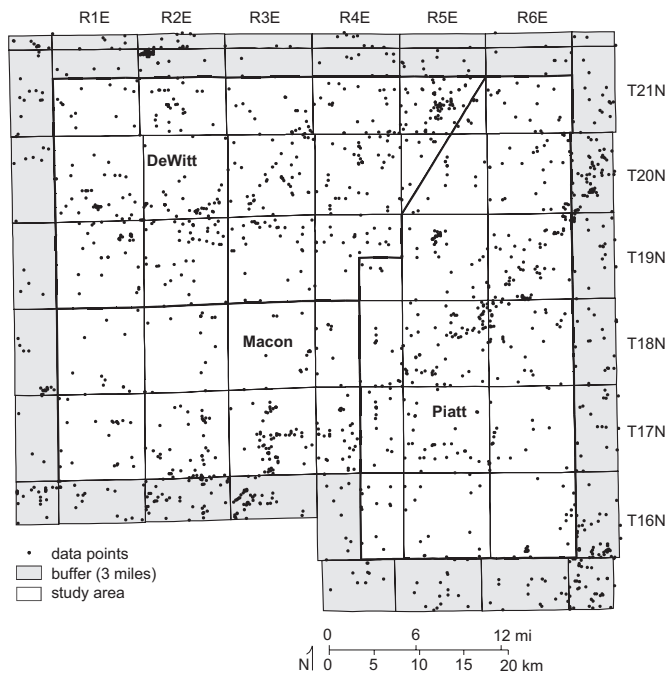 R1E R2E R3E R4E R5E R6E
T21N
DeWitt
T20N
T19N
Macon
T18N
Piatt
T17N
T16N
data points
buffer (3 miles)
study area
0 6 12 mi
N 0 5 10 15 20 km